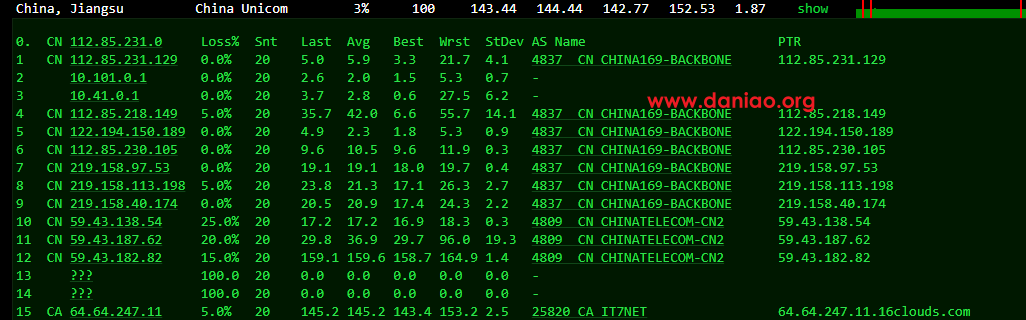 China, Jiangsu China Unicom 3% 100 143.44 144.44 142.77 152.53 1.87 show
0. CN 112.85.231.0 Loss% Snt Last Avg Best Wrst StDev AS Name PTR
1 CN 112.85.231.129 0.0% 20 5.0 5.9 3.3 21.7 4.1 4837 CN CHINA169-BACKBONE 112.85.231.129
2 10.101.0.1 0.0% 20 2.6 2.0 1.5 5.3 0.7 -
3 10.41.0.1 0.0% 20 3.7 2.8 0.6 27.5 6.2 -
www.daniao.org
4 CN 112.85.218.149 5.0% 20 35.7 42.0 6.6 55.7 14.1 4837 CN CHINA169-BACKBONE 112.85.218.149
5 CN 122.194.150.189 0.0% 20 4.9 2.3 1.8 5.3 0.9 4837 CN CHINA169-BACKBONE 122.194.150.189
6 CN 112.85.230.105 0.0% 20 9.6 10.5 9.6 11.9 0.3 4837 CN CHINA169-BACKBONE 112.85.230.105
7 CN 219.158.97.53 0.0% 20 19.1 19.1 18.0 19.7 0.4 4837 CN CHINA169-BACKBONE 219.158.97.53
8 CN 219.158.113.198 5.0% 20 23.8 21.3 17.1 26.3 2.7 4837 CN CHINA169-BACKBONE 219.158.113.198
9 CN 219.158.40.174 0.0% 20 20.5 20.9 17.4 24.3 2.2 4837 CN CHINA169-BACKBONE 219.158.40.174
10 CN 59.43.138.54 25.0% 20 17.2 17.2 16.9 18.3 0.3 4809 CN CHINATELECOM-CN2 59.43.138.54
11 CN 59.43.187.62 20.0% 20 29.8 36.9 29.7 96.0 19.3 4809 CN CHINATELECOM-CN2 59.43.187.62
12 CN 59.43.182.82 15.0% 20 159.1 159.6 158.7 164.9 1.4 4809 CN CHINATELECOM-CN2 59.43.182.82
13 ??? 100.0 20 0.0 0.0 0.0 0.0 0.0 -
14 ??? 100.0 20 0.0 0.0 0.0 0.0 0.0 -
15 CA 64.64.247.11 5.0% 20 145.2 145.2 143.4 153.2 2.5 25820 CA IT7NET 64.64.247.11.16clouds.com